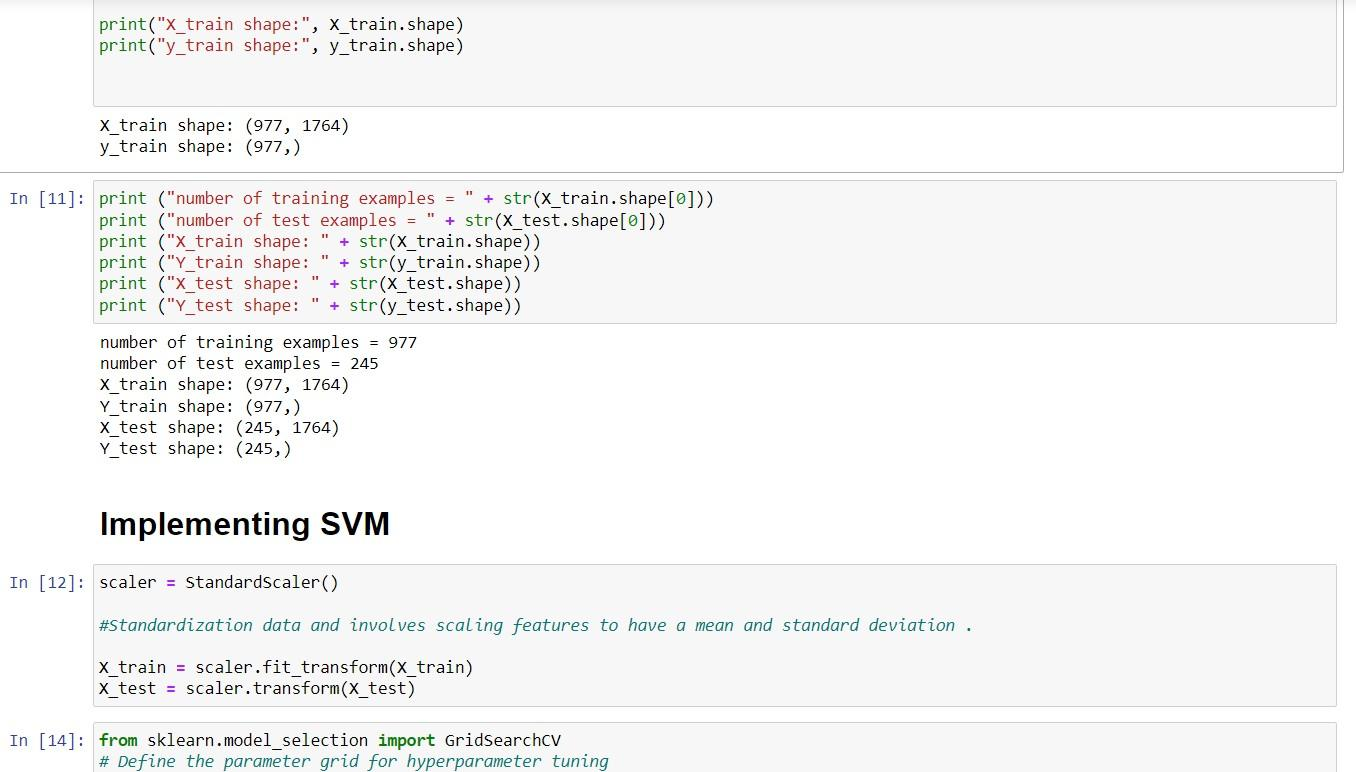 print("X_train shape:", X_train.shape)
print("y_train shape:", y_train.shape)
X_train shape: (977, 1764)
y_train shape: (977,)
In [11]: print ("number of training examples = " + str(X_train.shape[0]))
print ("number of test examples = " + str(X_test.shape[0]))
print ("X_train shape: " + str(X_train.shape))
print ("Y_train shape: " + str(y_train.shape))
print ("X_test shape: " + str(X_test.shape))
print ("Y_test shape: " + str(y_test.shape))
number of training examples = 977
number of test examples = 245
X_train shape: (977, 1764)
Y_train shape: (977,)
X_test shape: (245, 1764)
Y_test shape: (245,)
Implementing SVM
In [12]: scaler = StandardScaler()
#Standardization data and involves scaling features to have a mean and standard deviation .
X_train = scaler.fit_transform(X_train)
X_test = scaler.transform(X_test)
In [14]: from sklearn.model_selection import GridSearchCV
# Define the parameter grid for hyperparameter tuning